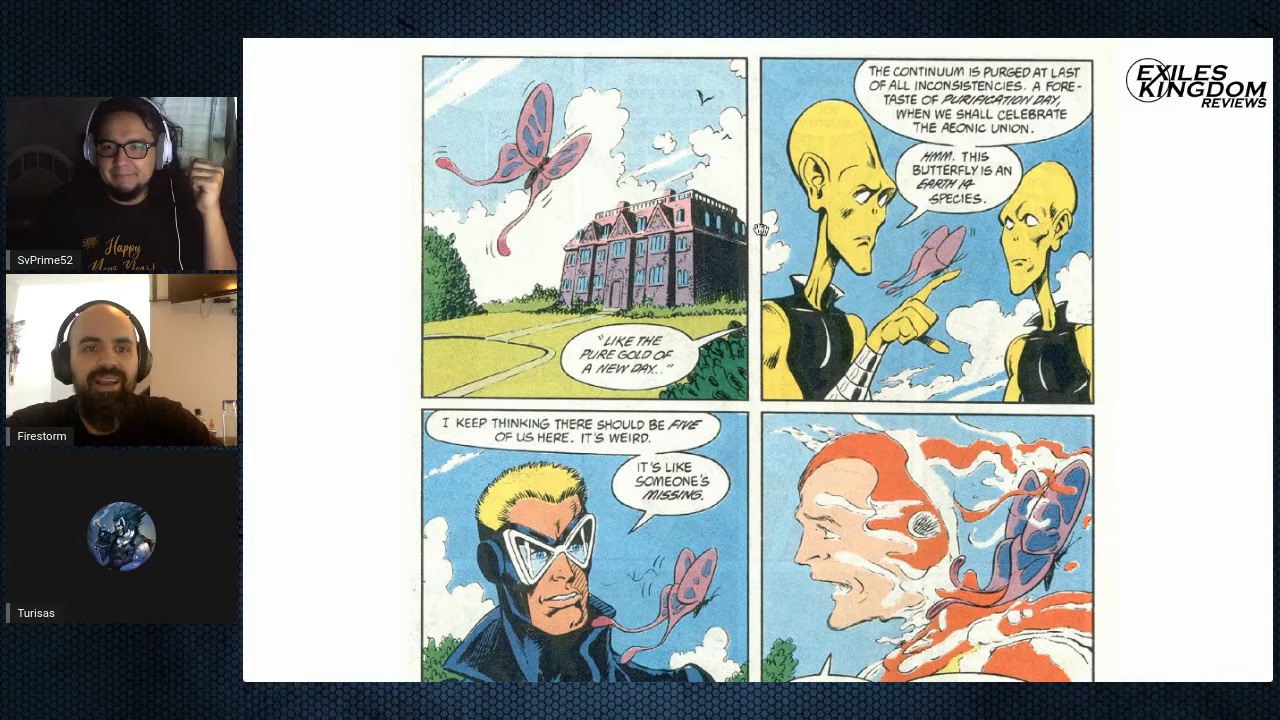 EXILES
KINGDOM
REVIEWS
SvPrime52
Happy
New Year!
Firestorm
Turisas
"LIKE THE
PURE GOLD OF
A NEW DAY..."
THE CONTINUUM IS PURGED AT LAST
OF ALL INCONSISTENCIES. A FORE-
TASTE OF PURIFICATION DAY,
WHEN WE SHALL CELEBRATE
THE AEONIC UNION.
HMM. THIS
BUTTERFLY IS AN
EARTH 14
SPECIES.
I KEEP THINKING THERE SHOULD BE FIVE
OF US HERE. IT'S WEIRD.
IT'S LIKE
SOMEONE'S
MISSING.